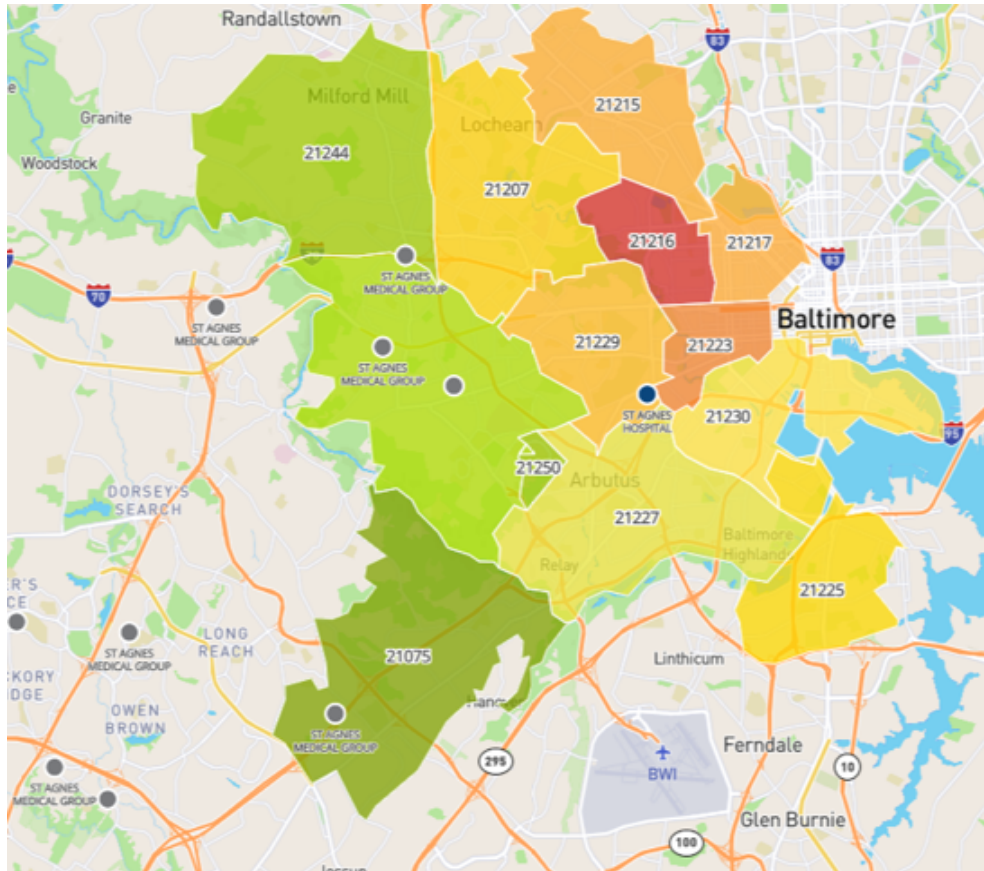 Randallstown
83
Milford Mill
21215
Granite
Lochearn
21244
Woodstock
21207
21216
21217
83
ST AGNES
MEDICAL GROUP
70
ST AGNES
MEDICAL GROUP
Baltimore
21229
21223
ST AGNES
MEDICAL GROUP
ST AGNES
HOSPITAL
21230
95
21250
Arbutus
DORSEY'S
SEARCH
21227
Baltimore
Highlands
Relay
21225
LONG
REACH
ST AGNES
MEDICAL GROUP
21075
Linthicum
OWEN
BROWN
ST AGNES
MEDICAL GROUP
Ferndale
295
BWI
10
ST AGNES
MEDICAL GROUP
Glen Burnie
100